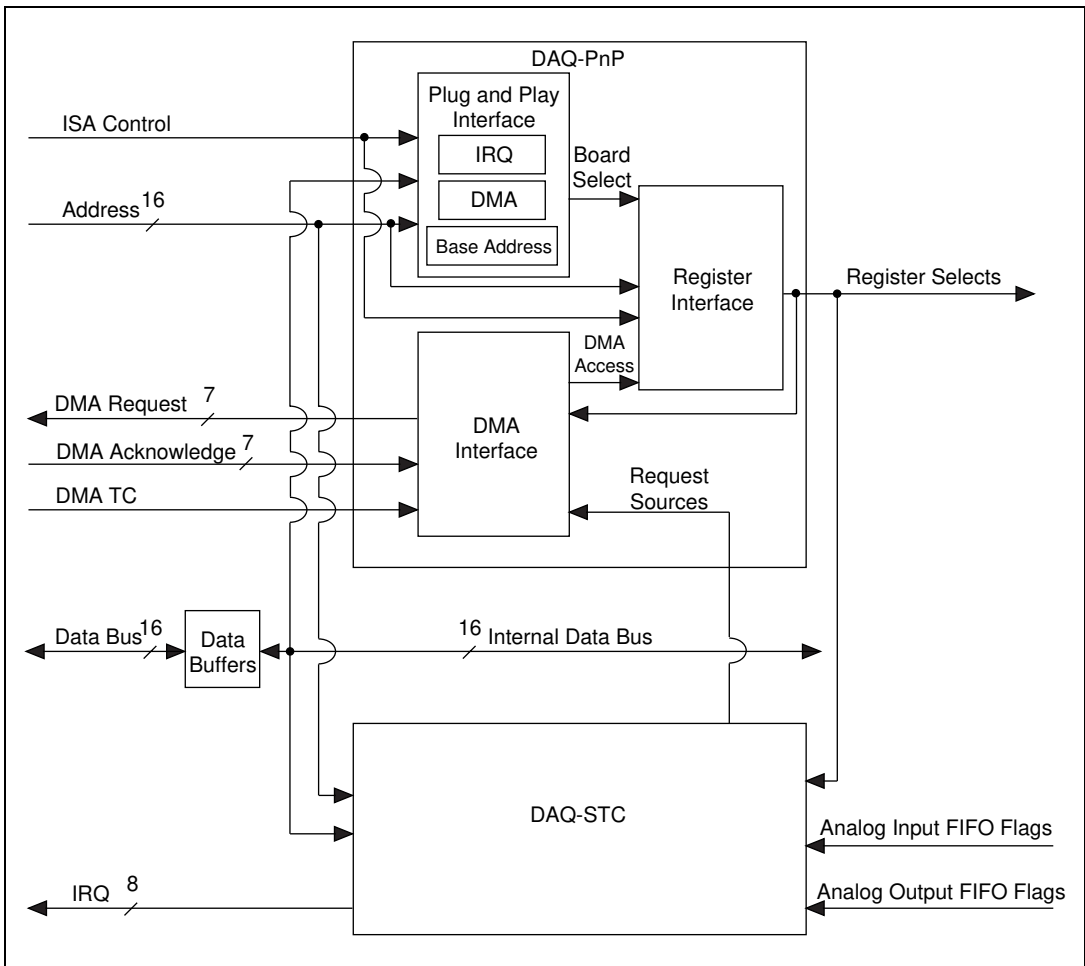 DAQ-PnP
Plug and Play
Interface
IRQ
DMA
Base Address
ISA Control
Address 16
Board
Select
Register
Interface
Register Selects
DMA
Access
DMA
Interface
DMA Request 7
DMA Acknowledge 7
DMA TC
Request
Sources
Data Bus 16
Data
Buffers
16 Internal Data Bus
DAQ-STC
Analog Input FIFO Flags
Analog Output FIFO Flags
IRQ 8